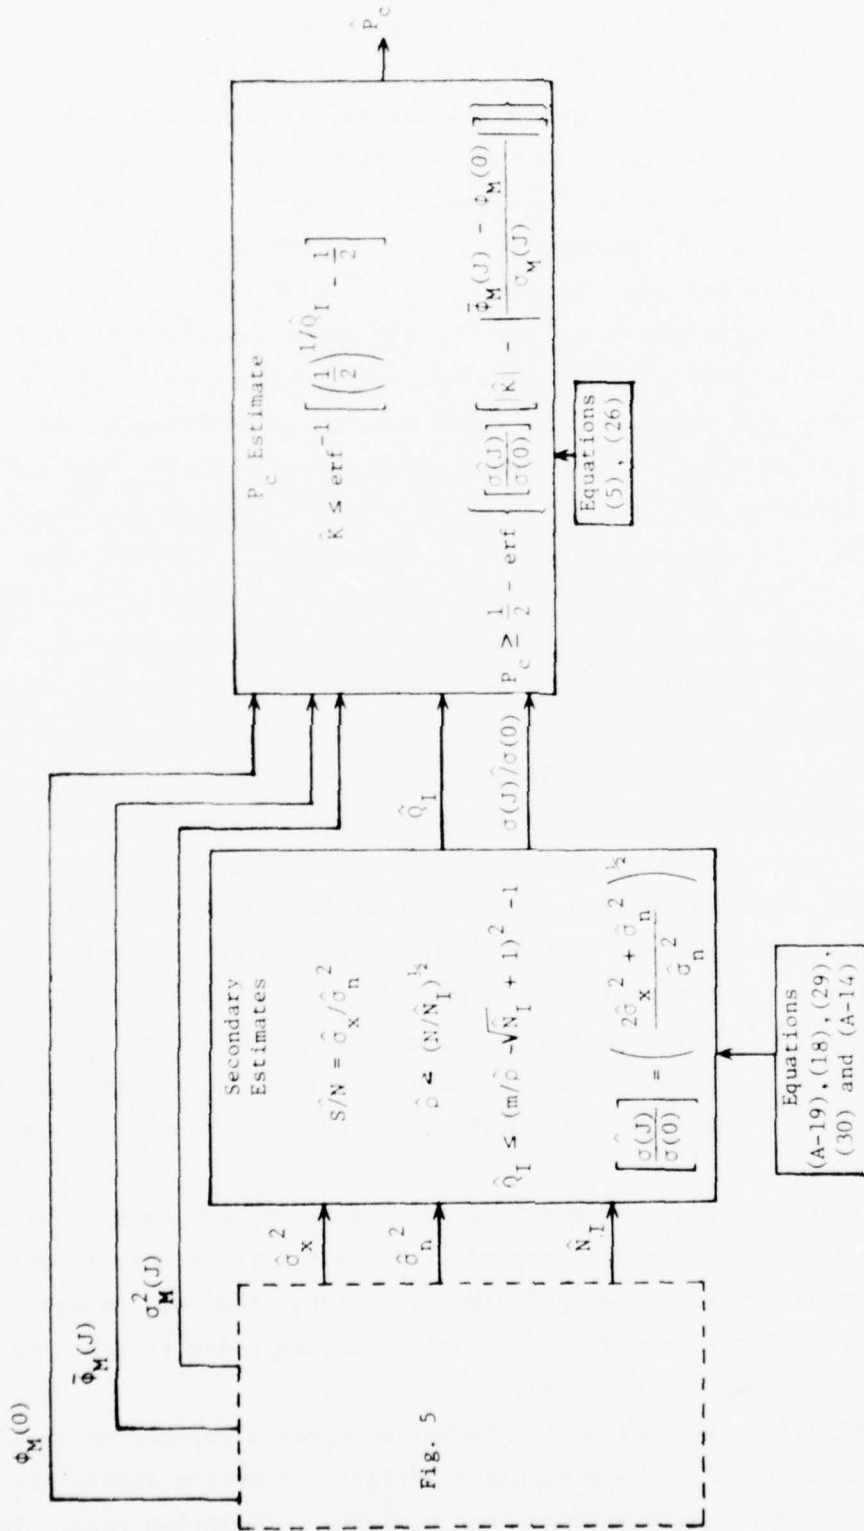 Φ_M(0)
Φ̄_M(J)
σ²_M(J)
Fig. 5
σ̂_x²
σ̂_n²
N̂_I
Secondary
Estimates
Ŝ/N = σ̂_x²/σ̂_n²
ρ̂ < (N/N̂_I)^½
Q̂_I ≤ (m/ρ̂ -√N̂_I + 1)² -1
[σ̂(J)/σ(0)] = ((2σ̂_x² + σ̂_n²)/σ̂_n²)^½
Equations
(A-19),(18),(29),
(30) and (A-14)
Q̂_I
σ(J)/σ(0)
P_c Estimate
K̂ ≤ erf⁻¹ [(1/2)^1/Q_I - 1/2]
P_c ≥ 1/2 - erf {[σ̂(J)/σ(0)] [|K̂| - |(Φ̄_M(J) - Φ_M(0))/σ_M(J)|]}
Equations
(5), (26)
P_c